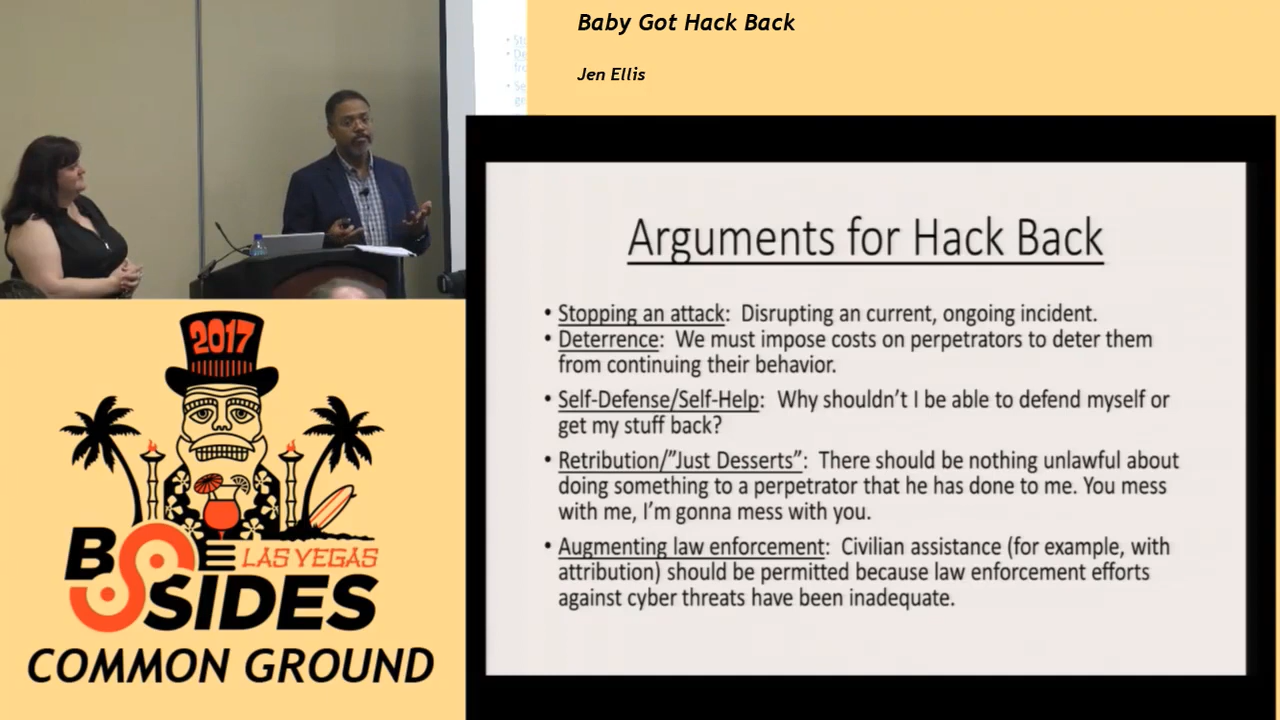 Baby Got Hack Back
Jen Ellis
Arguments for Hack Back
• Stopping an attack: Disrupting an current, ongoing incident.
• Deterrence: We must impose costs on perpetrators to deter them
from continuing their behavior.
• Self-Defense/Self-Help: Why shouldn't I be able to defend myself or
get my stuff back?
• Retribution/"Just Desserts": There should be nothing unlawful about
doing something to a perpetrator that he has done to me. You mess
with me, I'm gonna mess with you.
• Augmenting law enforcement: Civilian assistance (for example, with
attribution) should be permitted because law enforcement efforts
against cyber threats have been inadequate.
2017
BSIDES
LAS VEGAS
COMMON GROUND